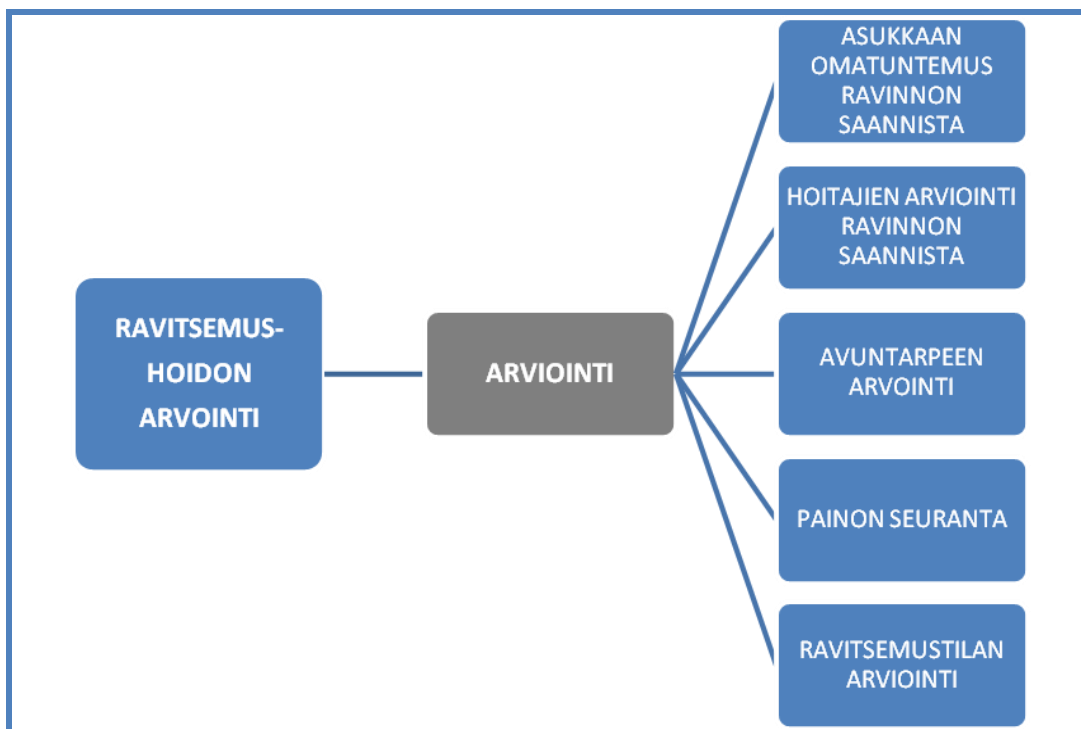 RAVITSEMUS-
HOIDON
ARVOINTI
ARVIOINTI
ASUKKAAN
OMATUNTEMUS
RAVINNON
SAANNISTA
HOITAJIEN ARVIOINTI
RAVINNON
SAANNISTA
AVUNTARPEEN
ARVOINTI
PAINON SEURANTA
RAVITSEMUSTILAN
ARVIOINTI